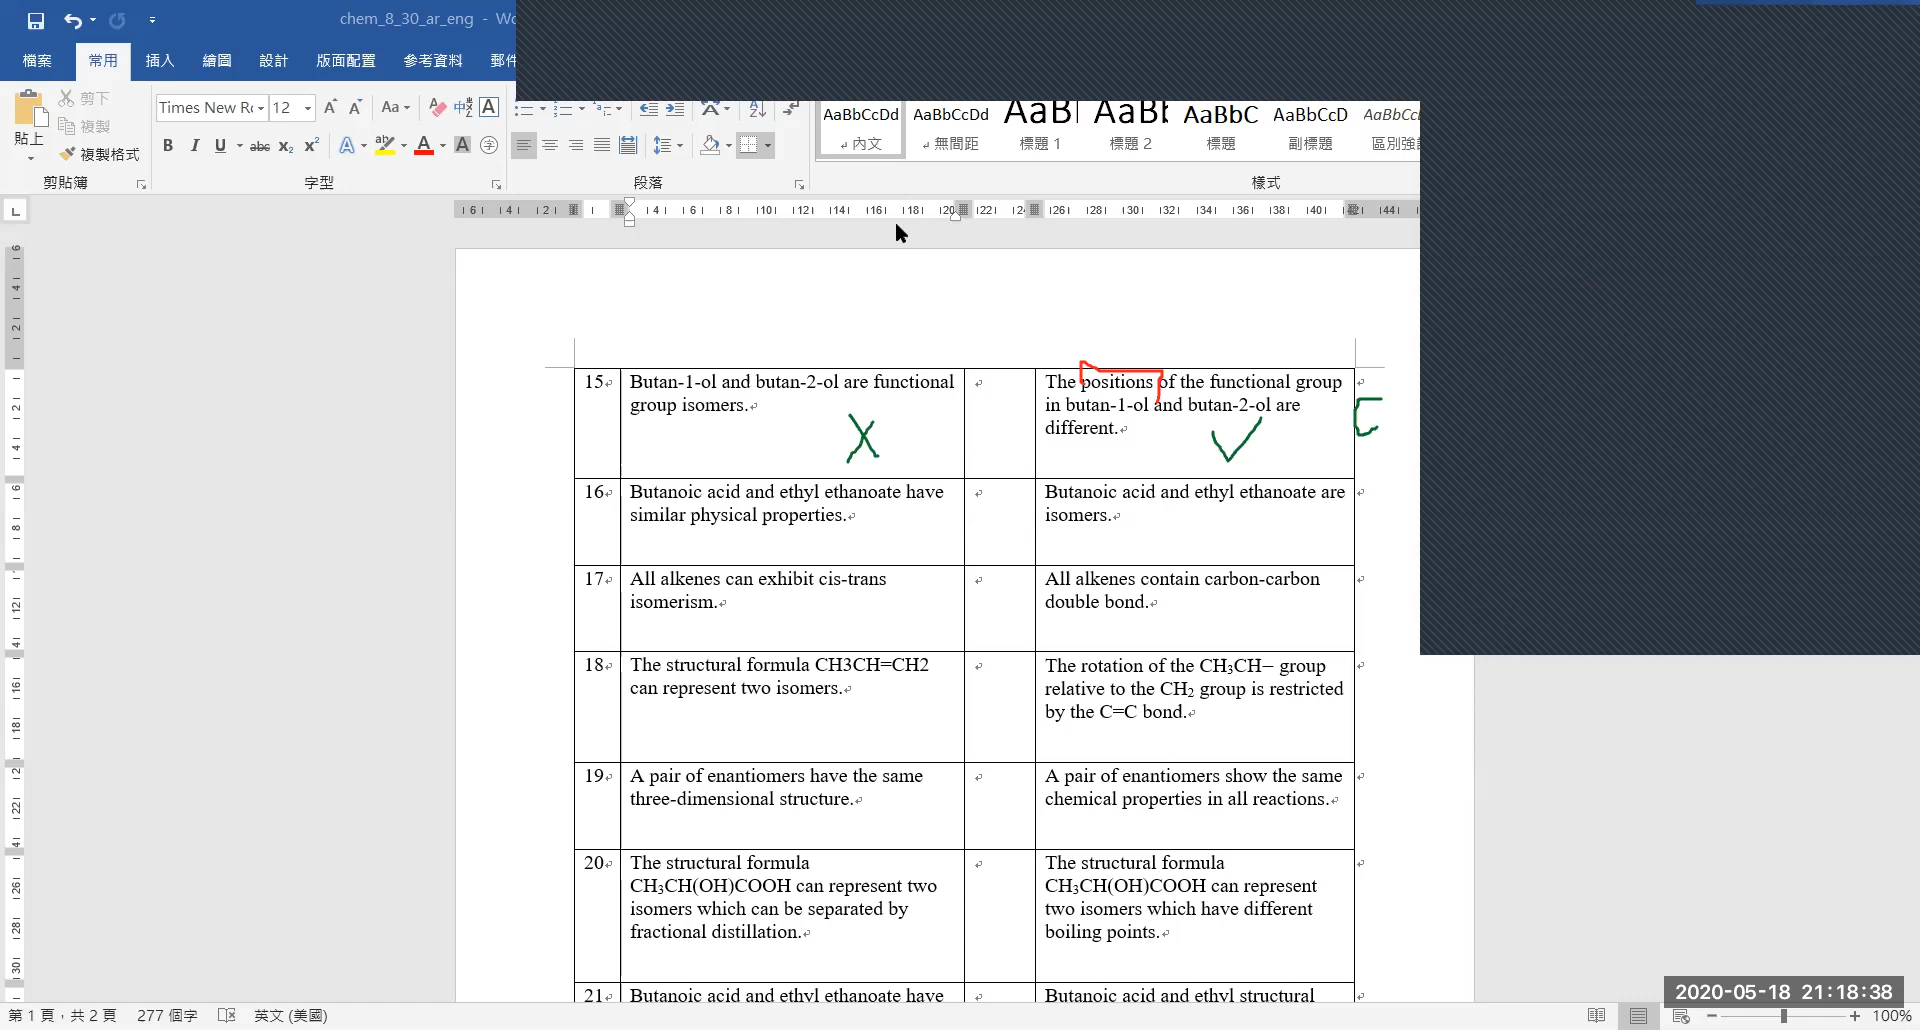 chem_8_30_ar_eng - Wo
檔案 常用 插入 繪圖 設計 版面配置 參考資料 郵件
貼上
剪下
複製
複製格式
剪貼簿
Times New R 12
B I U abc x₂ x² A A 字
字型
段落
AaBbCcDd AaBbCcDd AaB AaBb AaBbC AaBbCcD AaBbCc
內文 無間距 標題 1 標題 2 標題 副標題 區別強
樣式
15 Butan-1-ol and butan-2-ol are functional
group isomers.
X
The positions of the functional group
in butan-1-ol and butan-2-ol are
different.
16 Butanoic acid and ethyl ethanoate have
similar physical properties.
Butanoic acid and ethyl ethanoate are
isomers.
17 All alkenes can exhibit cis-trans
isomerism.
All alkenes contain carbon-carbon
double bond.
18 The structural formula CH3CH=CH2
can represent two isomers.
The rotation of the CH₃CH− group
relative to the CH₂ group is restricted
by the C=C bond.
19 A pair of enantiomers have the same
three-dimensional structure.
A pair of enantiomers show the same
chemical properties in all reactions.
20 The structural formula
CH₃CH(OH)COOH can represent two
isomers which can be separated by
fractional distillation.
The structural formula
CH₃CH(OH)COOH can represent
two isomers which have different
boiling points.
21 Butanoic acid and ethyl ethanoate have
Butanoic acid and ethyl structural
2020-05-18 21:18:38
第 1 頁，共 2 頁 277 個字 英文 (美國) 100%